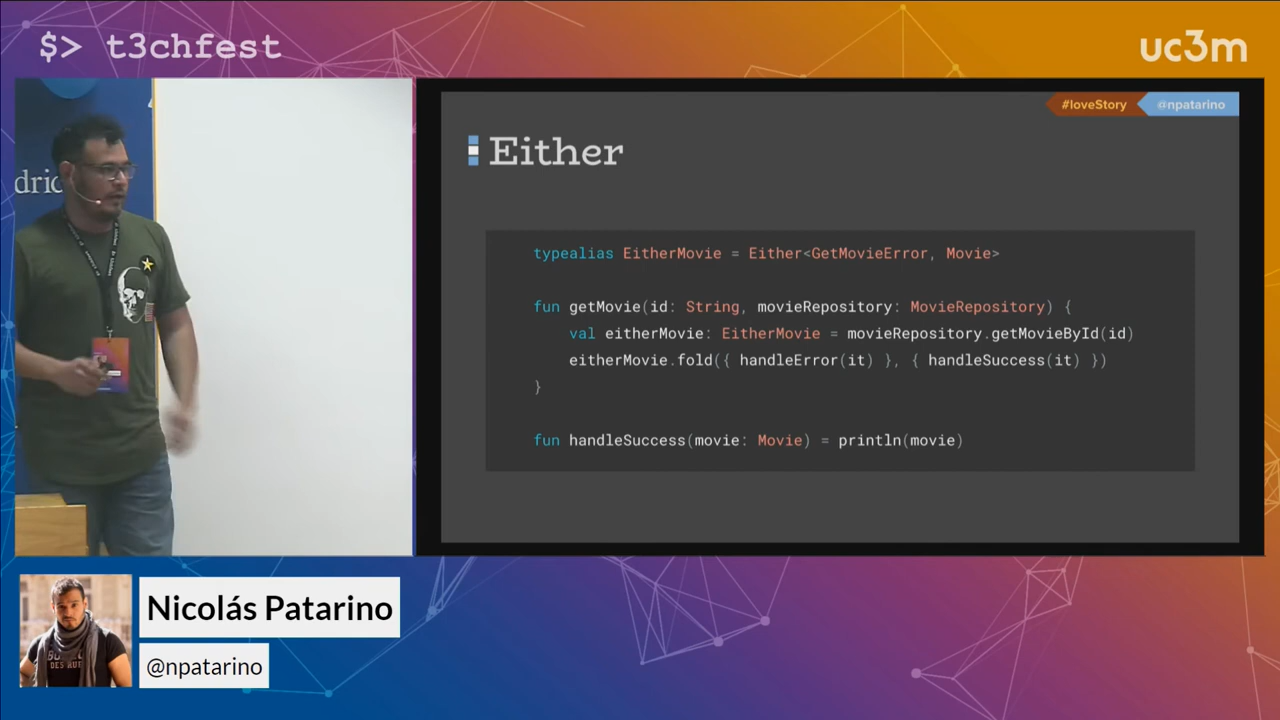 $> t3chfest
uc3m
#loveStory
@npatarino
Either
typealias EitherMovie = Either<GetMovieError, Movie>
fun getMovie(id: String, movieRepository: MovieRepository) {
val eitherMovie: EitherMovie = movieRepository.getMovieById(id)
eitherMovie.fold({ handleError(it) }, { handleSuccess(it) })
}
fun handleSuccess(movie: Movie) = println(movie)
Nicolás Patarino
@npatarino